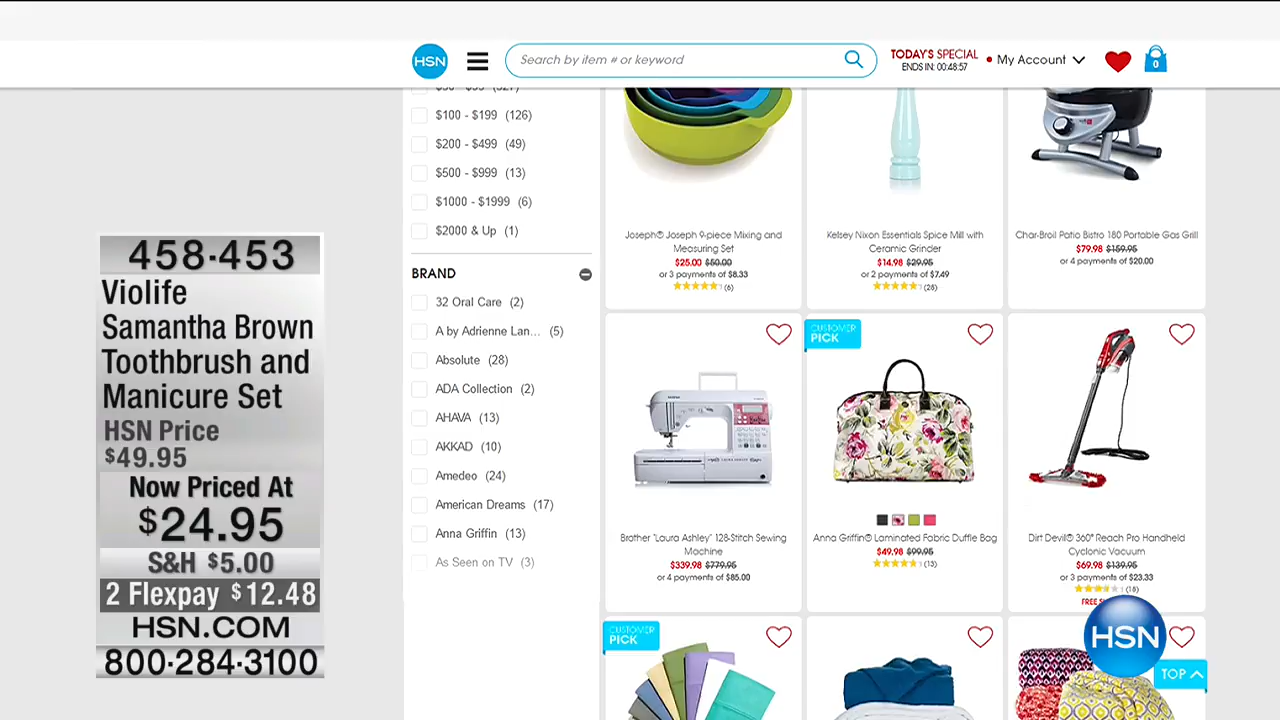 HSN
Search by item # or keyword
TODAY'S SPECIAL
ENDS IN: 00:48:57
My Account
0
$100 - $199 (126)
$200 - $499 (49)
$500 - $999 (13)
$1000 - $1999 (6)
$2000 & Up (1)
BRAND
32 Oral Care (2)
A by Adrienne Lan... (5)
Absolute (28)
ADA Collection (2)
AHAVA (13)
AKKAD (10)
Amedeo (24)
American Dreams (17)
Anna Griffin (13)
As Seen on TV (3)
Joseph® Joseph 9-piece Mixing and
Measuring Set
$25.00 $50.00
or 3 payments of $8.33
(6)
Kelsey Nixon Essentials Spice Mill with
Ceramic Grinder
$14.98 $29.95
or 2 payments of $7.49
(28)
Char-Broil Patio Bistro 180 Portable Gas Grill
$79.98 $159.95
or 4 payments of $20.00
Brother "Laura Ashley" 128-Stitch Sewing
Machine
$339.98 $779.95
or 4 payments of $85.00
CUSTOMER
PICK
Anna Griffin® Laminated Fabric Duffle Bag
$49.98 $99.95
(13)
Dirt Devil® 360° Reach Pro Handheld
Cyclonic Vacuum
$69.98 $139.95
or 3 payments of $23.33
(16)
FREE
CUSTOMER
PICK
HSN
TOP
458-453
Violife
Samantha Brown
Toothbrush and
Manicure Set
HSN Price
$49.95
Now Priced At
$24.95
S&H $5.00
2 Flexpay $12.48
HSN.COM
800-284-3100